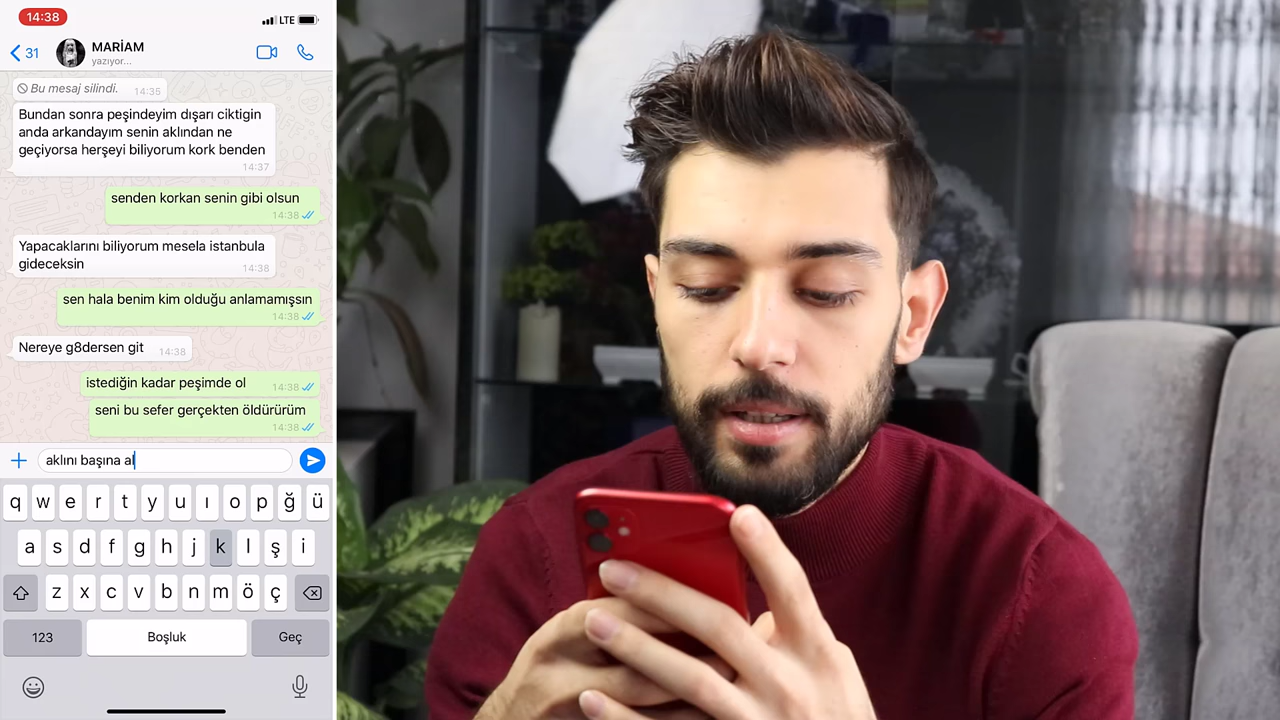 14:38
LTE
31
MARİAM
yazıyor...
Bu mesaj silindi. 14:35
Bundan sonra peşindeyim dışarı ciktigin
anda arkandayım senin aklından ne
geçiyorsa herşeyi biliyorum kork benden
14:37
senden korkan senin gibi olsun
14:38
Yapacaklarını biliyorum mesela istanbula
gideceksin 14:38
sen hala benim kim olduğu anlamamışsın
14:38
Nereye g8dersen git 14:38
istediğin kadar peşimde ol 14:38
seni bu sefer gerçekten öldürürüm
14:38
aklını başına al
q w e r t y u ı o p ğ ü
a s d f g h j k l ş i
z x c v b n m ö ç
123 Boşluk Geç